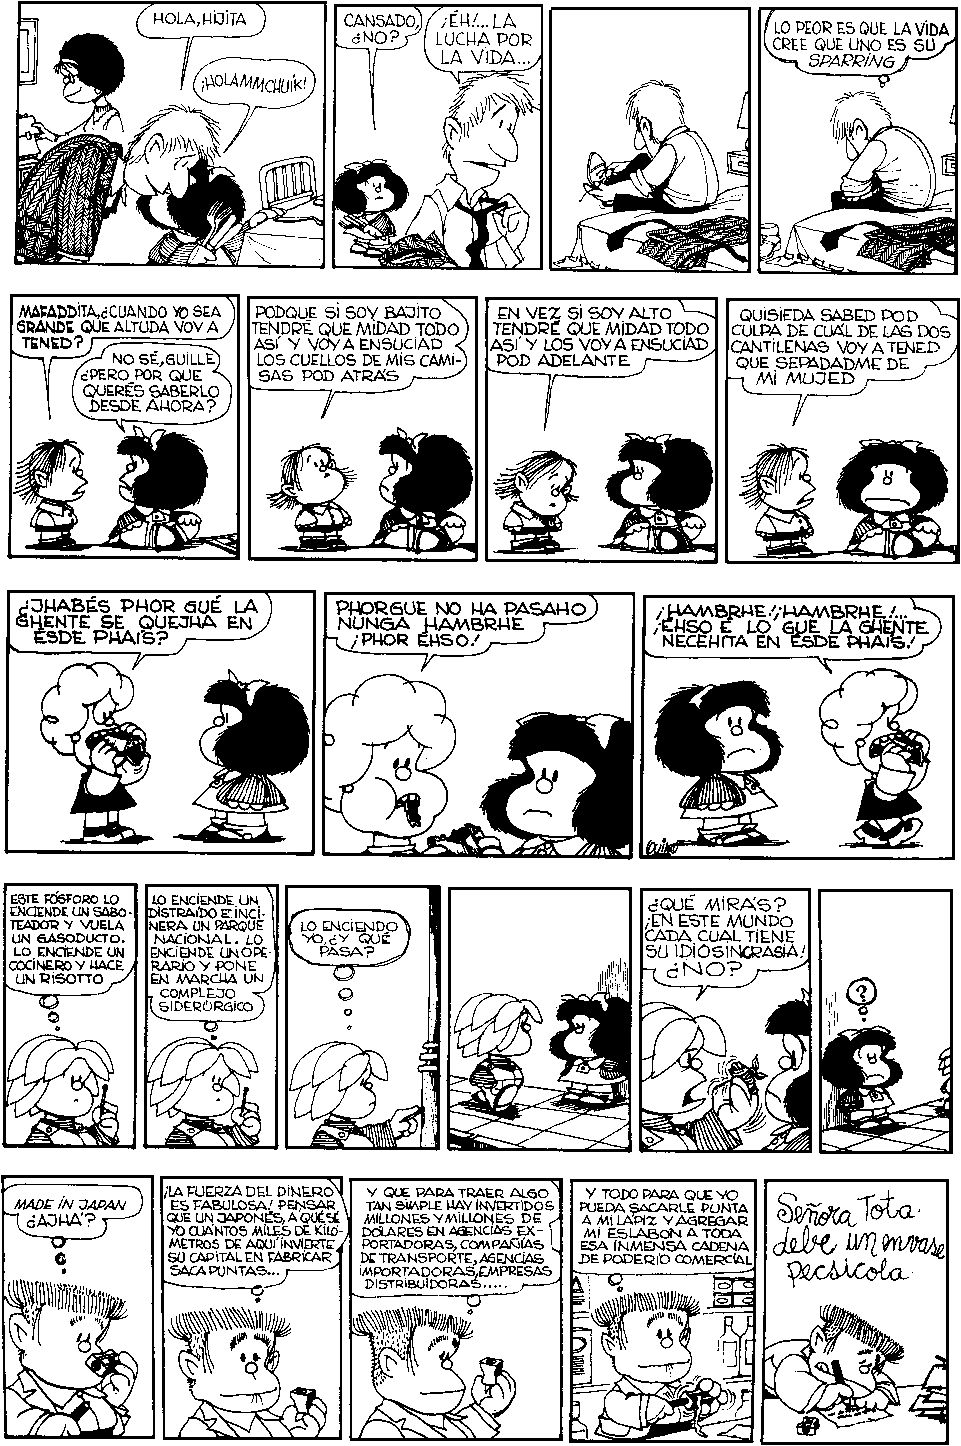 HOLA, HIJITA
¡HOLAMMCHUIK!
CANSADO,
¿NO?
¡ÉH!...LA
LUCHA POR
LA VIDA...
LO PEOR ES QUE LA VIDA
CREE QUE UNO ES SU
SPARRING
MAFADDITA,¿CUANDO YO SEA
GRANDE QUE ALTUDA VOY A
TENED?
NO SÉ, GUILLE
¿PERO POR QUE
QUERÉS SABERLO
DESDE AHORA?
PODQUE SI SOY BAJITO
TENDRÉ QUE MIDAD TODO
ASÍ Y VOY A ENSUCIAD
LOS CUELLOS DE MIS CAMI-
SAS POD ATRÁS
EN VEZ SI SOY ALTO
TENDRÉ QUE MIDAD TODO
ASÍ Y LOS VOY A ENSUCIAD
POD ADELANTE
QUISIEDA SABED POD
CULPA DE CUÁL DE LAS DOS
CANTILENAS VOY A TENED
QUE SEPADADME DE
MI MUJED
¿JHABÉS PHOR GUÉ LA
GHENTE SE QUEJHA EN
ESDE PHAÍS?
PHORGUE NO HA PASAHO
NUNGA HAMBRHE
¡PHOR ÉHSO!
¡HAMBRHE!¡HAMBRHE!...
¡ÉHSO É LO GUE LA GHENTE
NECEHITA EN ESDE PHAÍS!
QUINO
ESTE FÓSFORO LO
ENCIENDE UN SABO-
TEADOR Y VUELA
UN GASODUCTO.
LO ENCIENDE UN
COCINERO Y HACE
UN RISOTTO
LO ENCIENDE UN
DISTRAÍDO E INCI-
NERA UN PARQUE
NACIONAL. LO
ENCIENDE UN OPE-
RARIO Y PONE
EN MARCHA UN
COMPLEJO
SIDERÚRGICO
LO ENCIENDO
YO,¿Y QUÉ
PASA?
¿QUÉ MIRÁS?
¡EN ESTE MUNDO
CADA CUAL TIENE
SU IDIOSINCRASIA!
¿NO?
?
MADE IN JAPAN
¿AJHÁ?
¡LA FUERZA DEL DINERO
ES FABULOSA! PENSAR
QUE UN JAPONÉS, A QUÉ SÉ
YO CUÁNTOS MILES DE KILÓ
METROS DE AQUÍ INVIERTE
SU CAPITAL EN FABRICAR
SACAPUNTAS...
Y QUE PARA TRAER ALGO
TAN SIMPLE HAY INVERTIDOS
MILLONES Y MILLONES DE
DÓLARES EN AGENCIAS EX-
PORTADORAS, COMPAÑÍAS
DE TRANSPORTE, AGENCIAS
IMPORTADORAS, EMPRESAS
DISTRIBUIDORAS.....
Y TODO PARA QUE YO
PUEDA SACARLE PUNTA
A MI LÁPIZ Y AGREGAR
MI ESLABÓN A TODA
ESA INMENSA CADENA
DE PODERÍO COMERCIAL
Señora Tota
debe un emvase
pecsicola